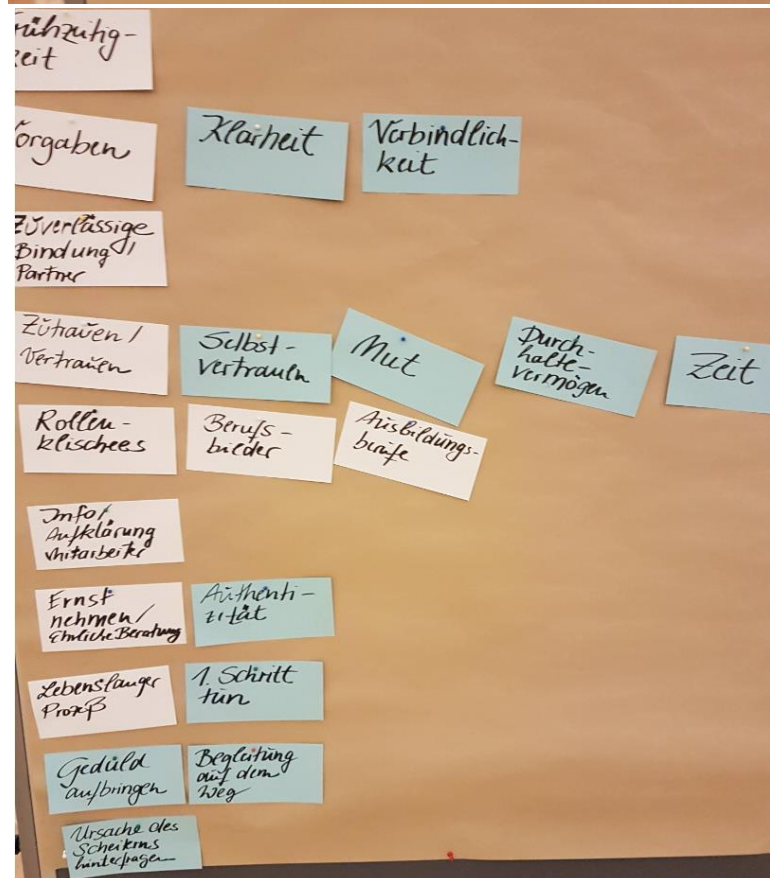 rühzeitig-
keit
Vorgaben
Klarheit
Verbindlich-
keit
Zuverlässige
Bindung /
Partner
Zutrauen /
Vertrauen
Selbst-
vertrauen
Mut
Durch-
halte-
vermögen
Zeit
Rollen-
klischees
Berufs-
bilder
Ausbildungs-
berufe
Info /
Aufklärung
Mitarbeiter
Ernst
nehmen /
Ehrliche Beratung
Authenti-
zität
Lebenslanger
Prozeß
1. Schritt
tun
Geduld
aufbringen
Begleitung
auf dem
Weg
Ursache des
Scheiterns
hinterfragen